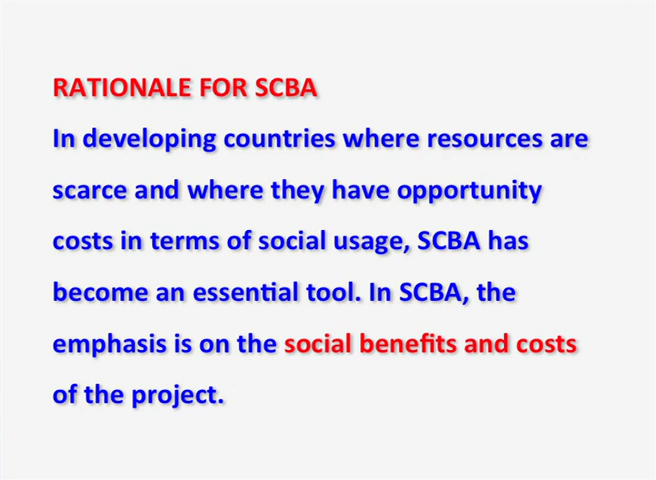 RATIONALE FOR SCBA
In developing countries where resources are
scarce and where they have opportunity
costs in terms of social usage, SCBA has
become an essential tool. In SCBA, the
emphasis is on the social benefits and costs
of the project.